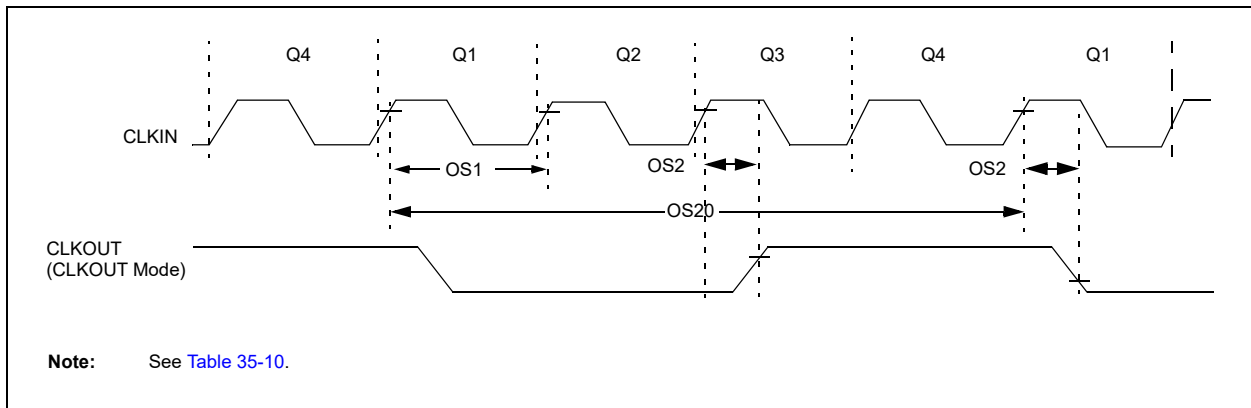 Q4 Q1 Q2 Q3 Q4 Q1
CLKIN
OS1 OS2 OS2
OS20
CLKOUT
(CLKOUT Mode)
Note: See Table 35-10.